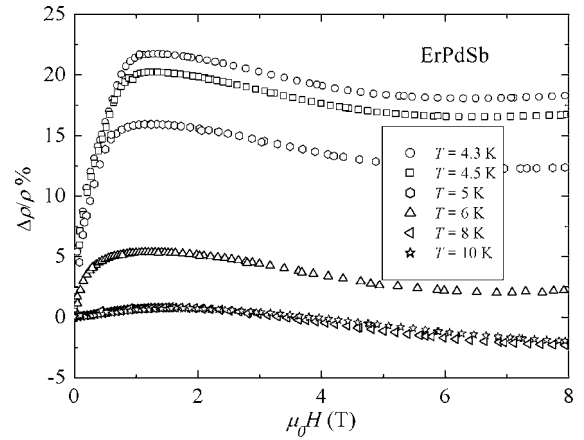 ErPdSb
Δρ/ρ %
25
20
15
10
5
0
-5
T = 4.3 K
T = 4.5 K
T = 5 K
T = 6 K
T = 8 K
T = 10 K
0 2 4 6 8
μ₀H (T)